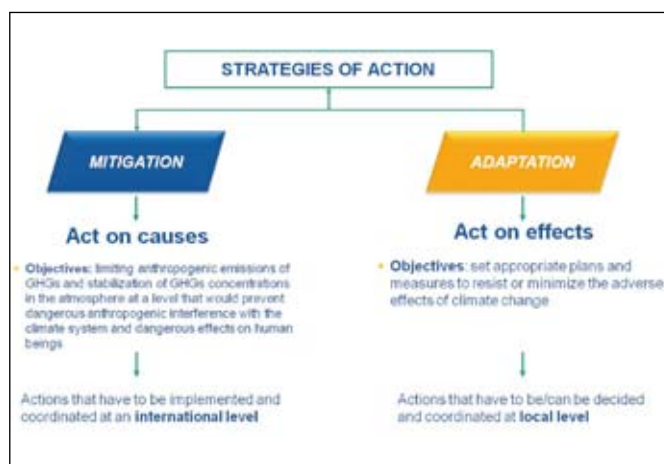 STRATEGIES OF ACTION
MITIGATION
Act on causes
• Objectives: limiting anthropogenic emissions of
GHGs and stabilization of GHGs concentrations
in the atmosphere at a level that would prevent
dangerous anthropogenic interference with the
climate system and dangerous effects on human
beings
Actions that have to be implemented and
coordinated at an international level
ADAPTATION
Act on effects
• Objectives: set appropriate plans and
measures to resist or minimize the adverse
effects of climate change
Actions that have to be/can be decided
and coordinated at local level